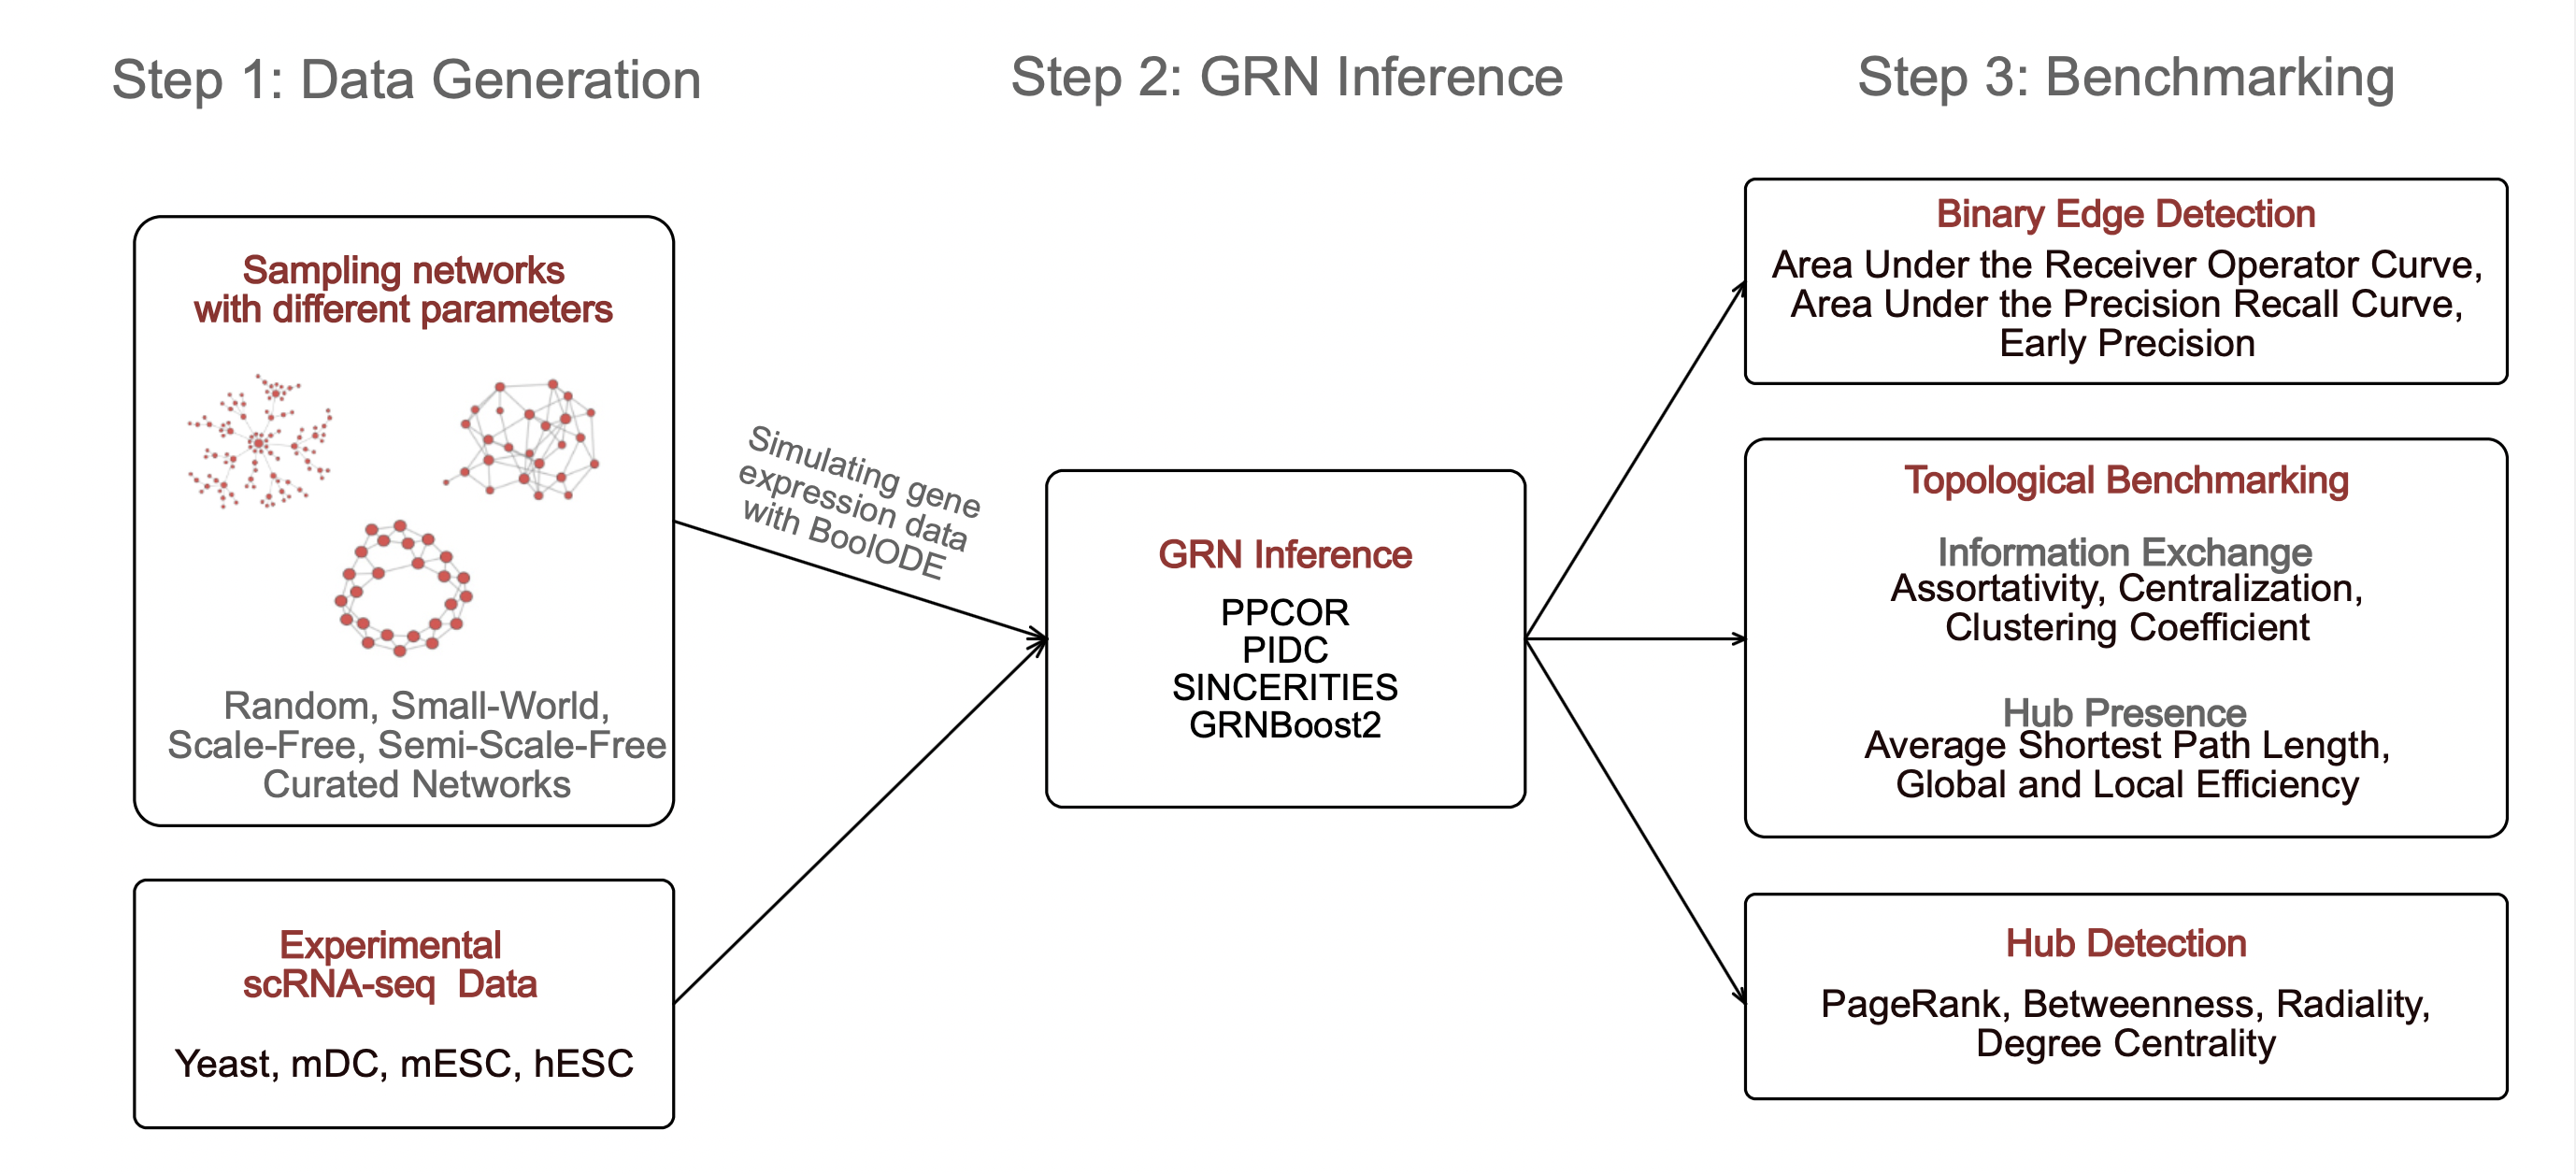 Step 1: Data Generation
Sampling networks
with different parameters
Random, Small-World,
Scale-Free, Semi-Scale-Free
Curated Networks
Experimental
scRNA-seq Data
Yeast, mDC, mESC, hESC
Simulating gene
expression data
with BoolODE
Step 2: GRN Inference
GRN Inference
PPCOR
PIDC
SINCERITIES
GRNBoost2
Step 3: Benchmarking
Binary Edge Detection
Area Under the Receiver Operator Curve,
Area Under the Precision Recall Curve,
Early Precision
Topological Benchmarking
Information Exchange
Assortativity, Centralization,
Clustering Coefficient
Hub Presence
Average Shortest Path Length,
Global and Local Efficiency
Hub Detection
PageRank, Betweenness, Radiality,
Degree Centrality